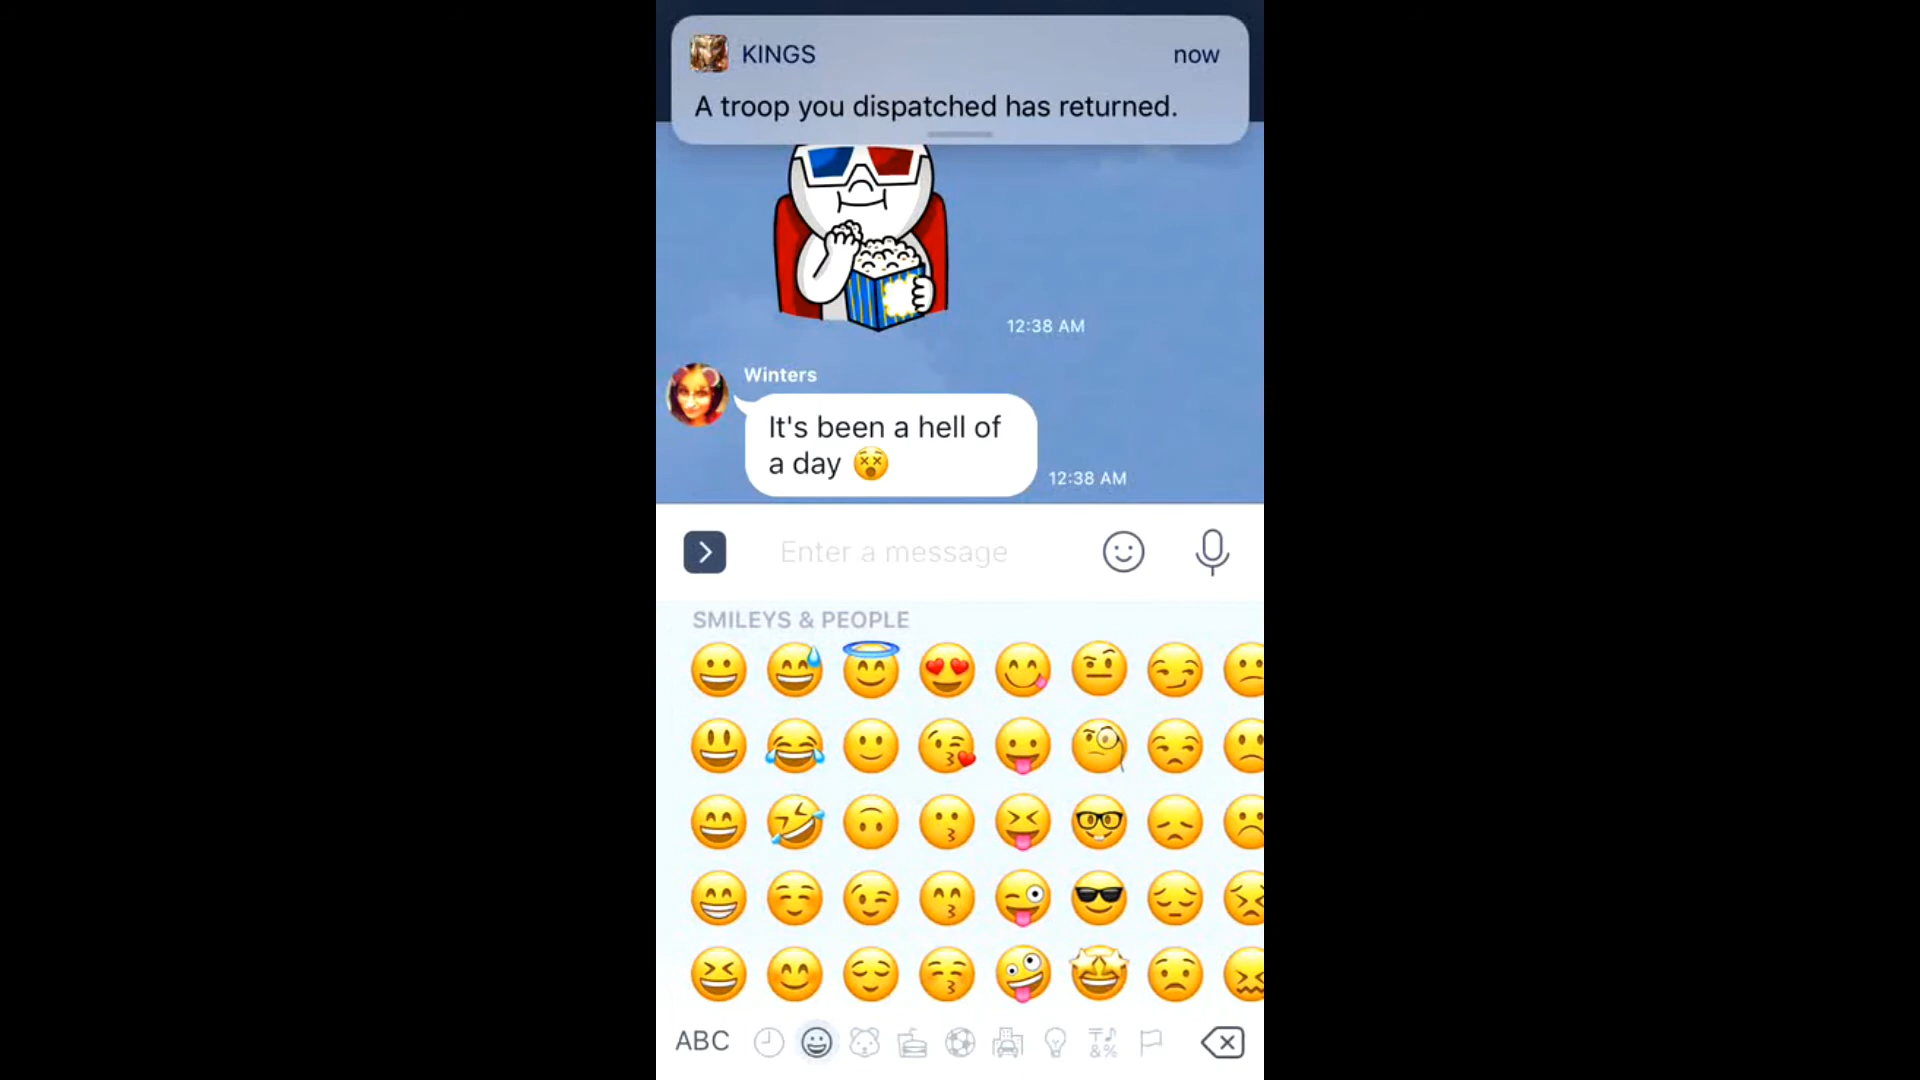 KINGS
now
A troop you dispatched has returned.
12:38 AM
Winters
It's been a hell of
a day 😵
12:38 AM
Enter a message
SMILEYS & PEOPLE
ABC